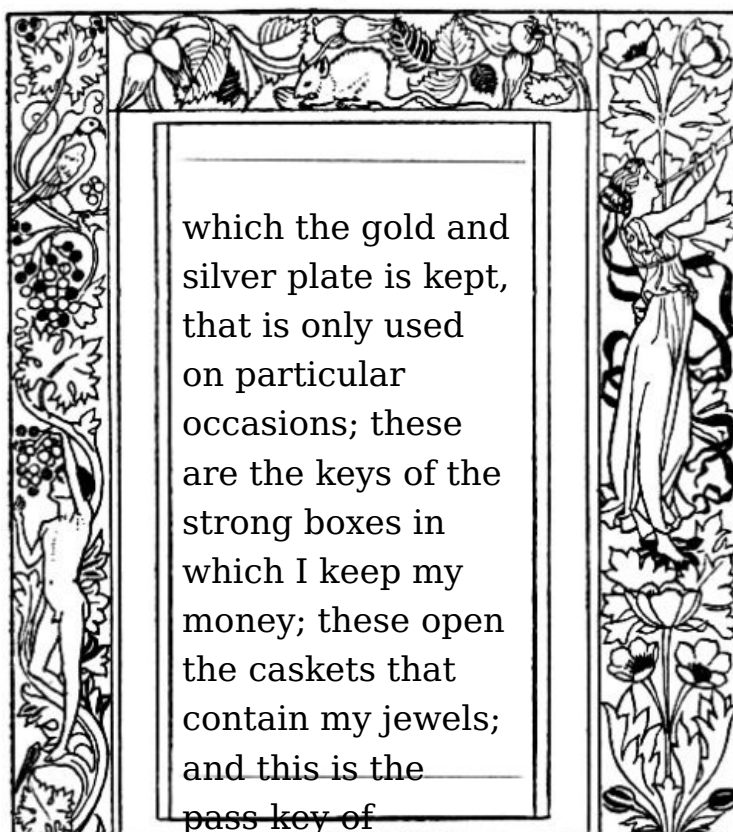 which the gold and
silver plate is kept,
that is only used
on particular
occasions; these
are the keys of the
strong boxes in
which I keep my
money; these open
the caskets that
contain my jewels;
and this is the
pass key of